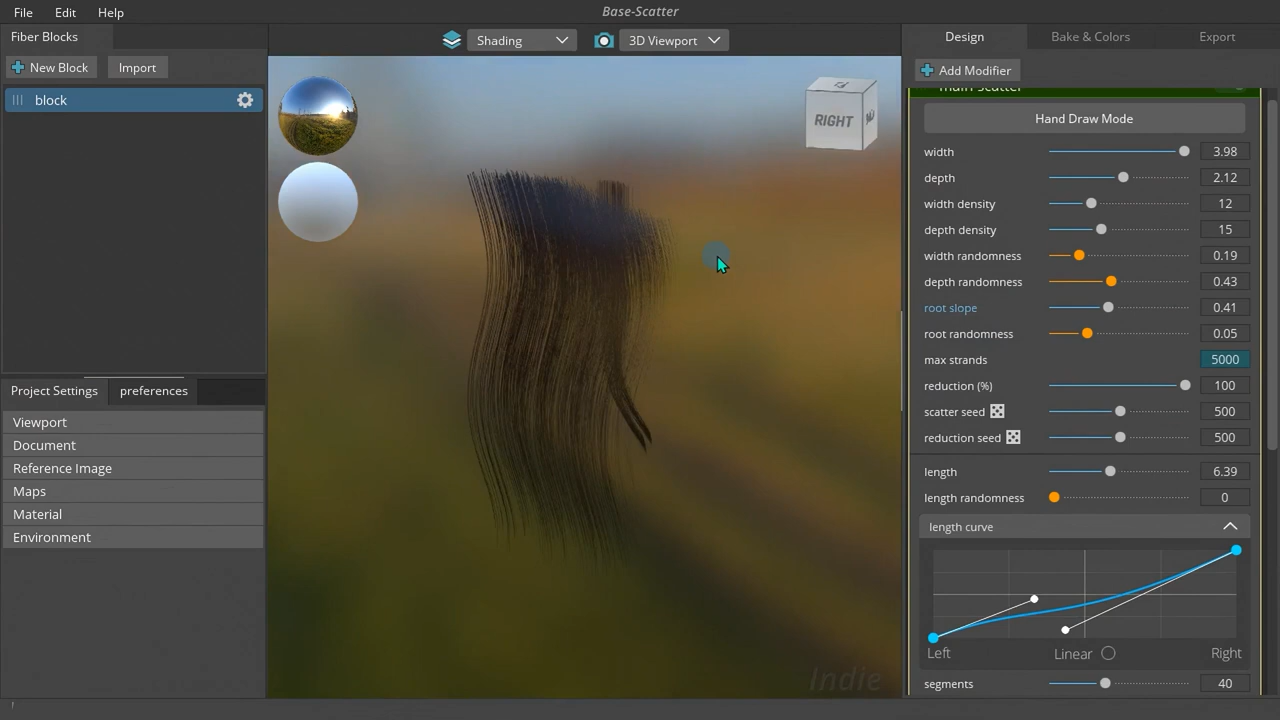 File Edit Help
Base-Scatter
Fiber Blocks
Shading
3D Viewport
Design
Bake & Colors
Export
New Block
Import
Add Modifier
block
main scatter
Hand Draw Mode
RIGHT
width 3.98
depth 2.12
width density 12
depth density 15
width randomness 0.19
depth randomness 0.43
root slope 0.41
root randomness 0.05
max strands 5000
reduction (%) 100
scatter seed 500
reduction seed 500
Project Settings
preferences
Viewport
Document
Reference Image
Maps
Material
Environment
length 6.39
length randomness 0
length curve
Left Linear Right
Indie
segments 40